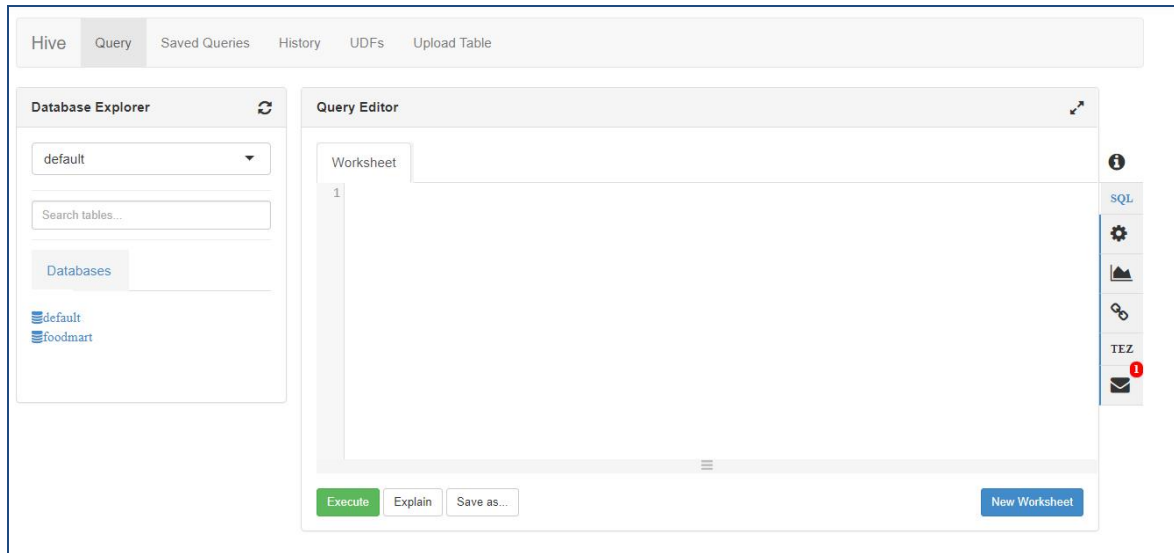 Hive Query Saved Queries History UDFs Upload Table
Database Explorer
default
Search tables...
Databases
default
foodmart
Query Editor
Worksheet
1
Execute Explain Save as... New Worksheet
SQL
TEZ
1